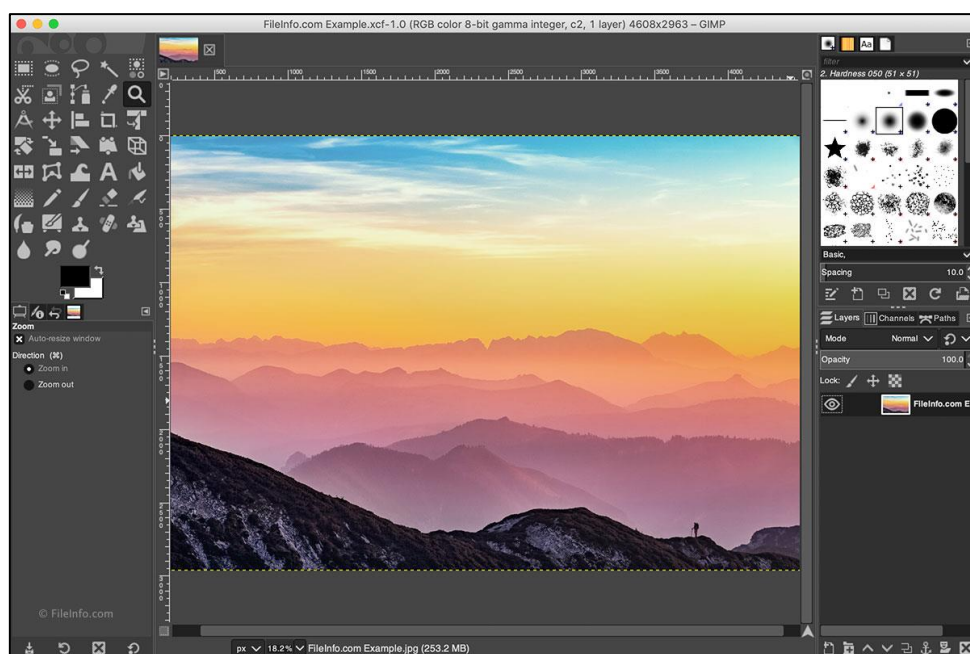 FileInfo.com Example.xcf-1.0 (RGB color 8-bit gamma integer, c2, 1 layer) 4608x2963 – GIMP
500
1000
1500
2000
2500
3000
3500
4000
Aa
filter
2. Hardness 050 (51 × 51)
Basic,
Spacing 10.0
Layers Channels Paths
Mode Normal
Opacity 100.0
Lock:
FileInfo.com E
Zoom
Auto-resize window
Direction (⌘)
Zoom in
Zoom out
© FileInfo.com
px 18.2% FileInfo.com Example.jpg (253.2 MB)